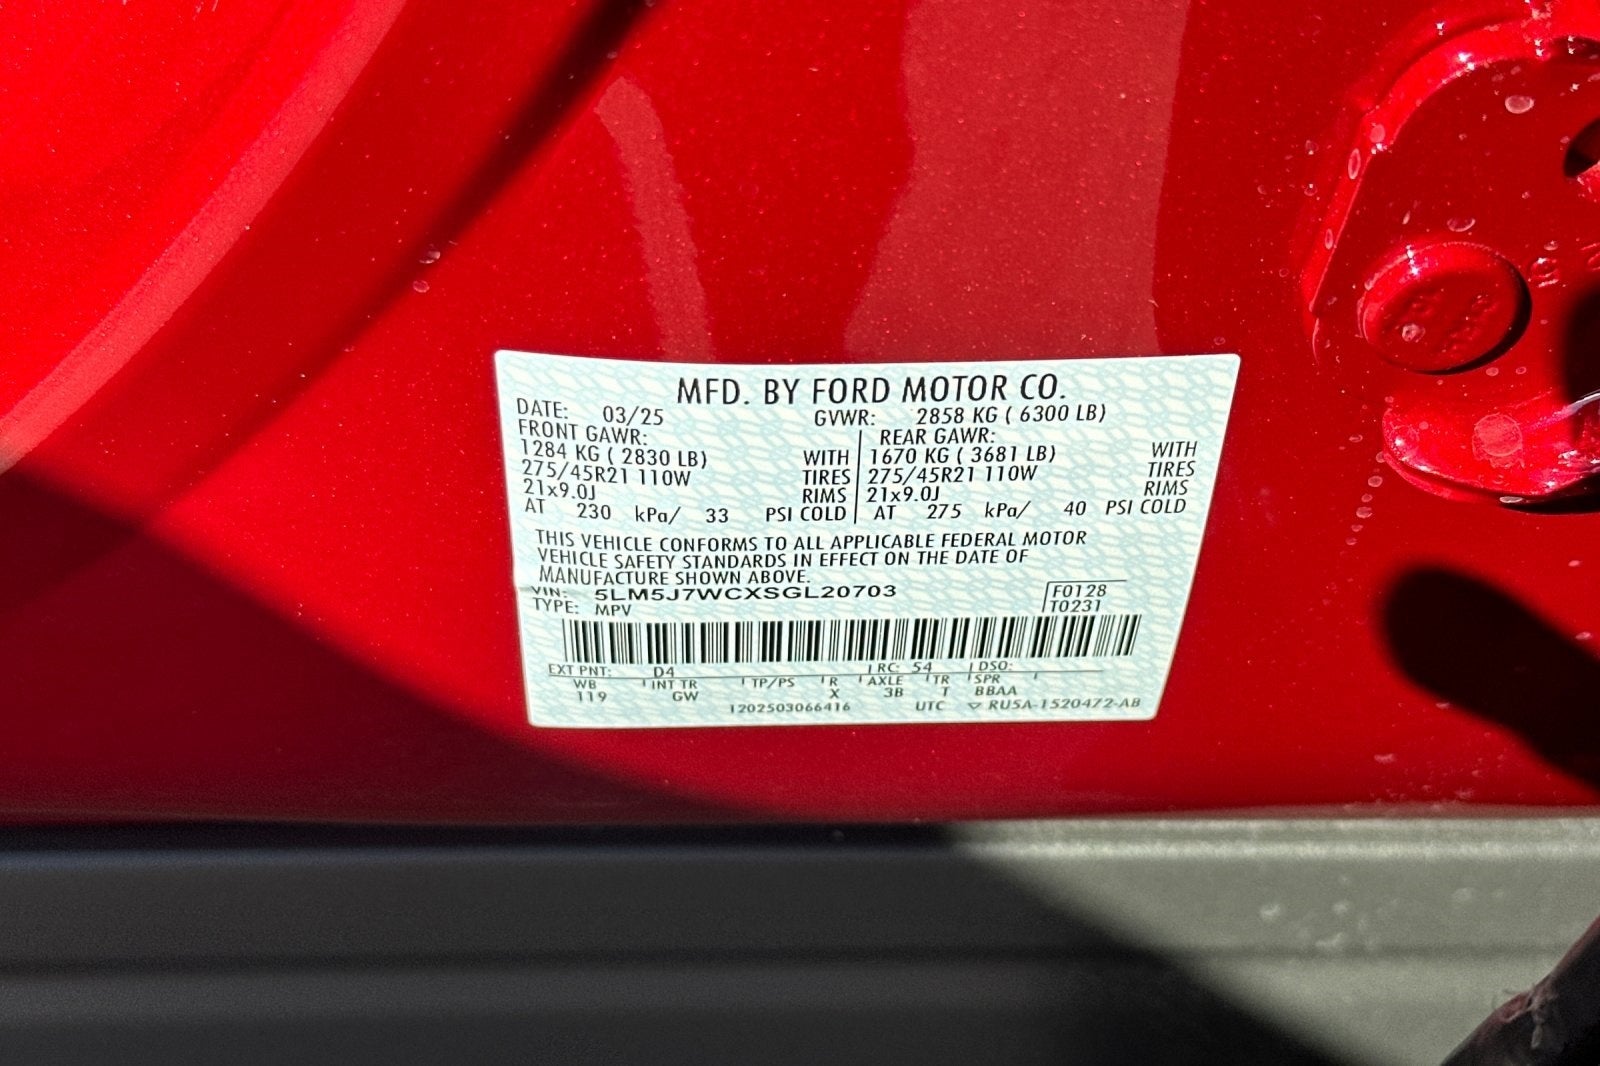 MFD. BY FORD MOTOR CO.
DATE: 03/25 GVWR: 2858 KG ( 6300 LB)
FRONT GAWR: REAR GAWR:
1284 KG ( 2830 LB) WITH 1670 KG ( 3681 LB) WITH
275/45R21 110W TIRES 275/45R21 110W TIRES
21x9.0J RIMS 21x9.0J RIMS
AT 230 kPa/ 33 PSI COLD AT 275 kPa/ 40 PSI COLD
THIS VEHICLE CONFORMS TO ALL APPLICABLE FEDERAL MOTOR
VEHICLE SAFETY STANDARDS IN EFFECT ON THE DATE OF
MANUFACTURE SHOWN ABOVE.
VIN: 5LM5J7WCXSGL20703 F0128
TYPE: MPV T0231
EXT PNT: D4 RC: 54 DSO:
WB INT TR TP/PS R AXLE TR SPR
119 GW X 3B T BBAA
1202503066416 UTC ▽ RU5A-1520472-AB